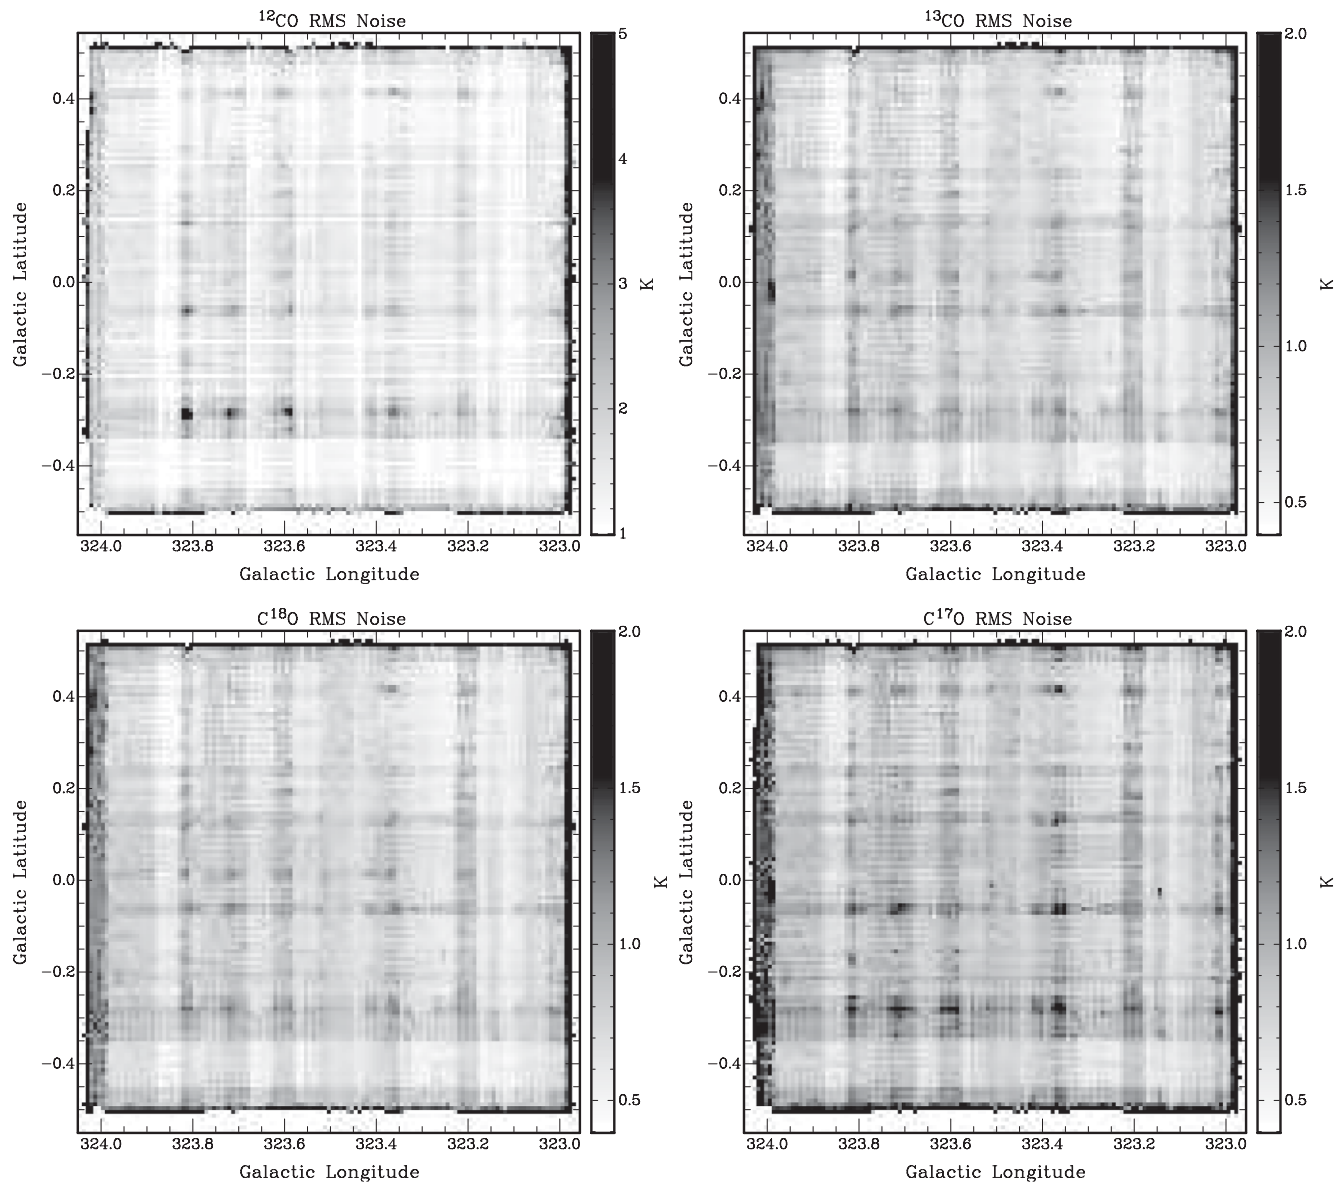 ¹²CO RMS Noise
5
4
3
2
1
K
0.4
0.2
0.0
−0.2
−0.4
Galactic Latitude
324.0 323.8 323.6 323.4 323.2 323.0
Galactic Longitude
¹³CO RMS Noise
2.0
1.5
1.0
0.5
K
0.4
0.2
0.0
−0.2
−0.4
Galactic Latitude
324.0 323.8 323.6 323.4 323.2 323.0
Galactic Longitude
C¹⁸O RMS Noise
2.0
1.5
1.0
0.5
K
0.4
0.2
0.0
−0.2
−0.4
Galactic Latitude
324.0 323.8 323.6 323.4 323.2 323.0
Galactic Longitude
C¹⁷O RMS Noise
2.0
1.5
1.0
0.5
K
0.4
0.2
0.0
−0.2
−0.4
Galactic Latitude
324.0 323.8 323.6 323.4 323.2 323.0
Galactic Longitude